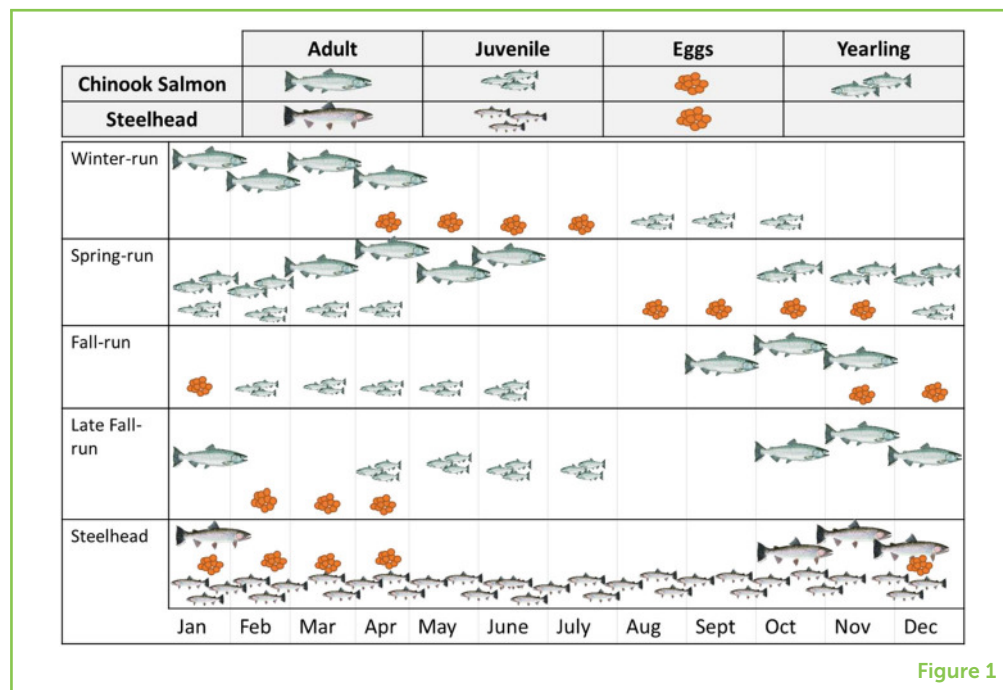 Adult Juvenile Eggs Yearling
Chinook Salmon
Steelhead
Winter-run
Spring-run
Fall-run
Late Fall-
run
Steelhead
Jan Feb Mar Apr May June July Aug Sept Oct Nov Dec
Figure 1